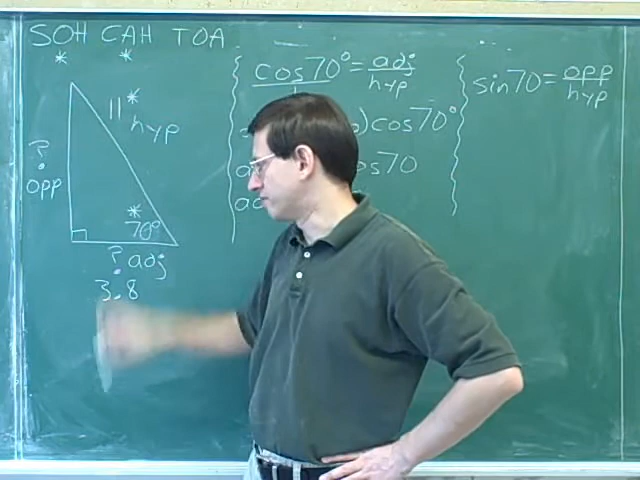 SOH CAH TOA
* *
cos70°=adj/hyp
sin70=opp/hyp
11 *
hyp
)cos70°
?
opp
*
70°
os70
? adj
3.8